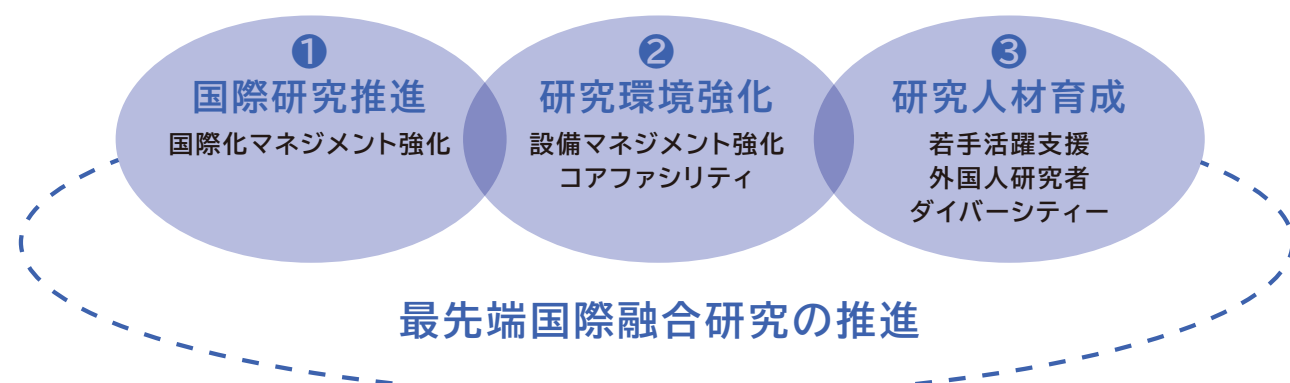 ❶
国際研究推進
国際化マネジメント強化
❷
研究環境強化
設備マネジメント強化
コアファシリティ
❸
研究人材育成
若手活躍支援
外国人研究者
ダイバーシティー
最先端国際融合研究の推進